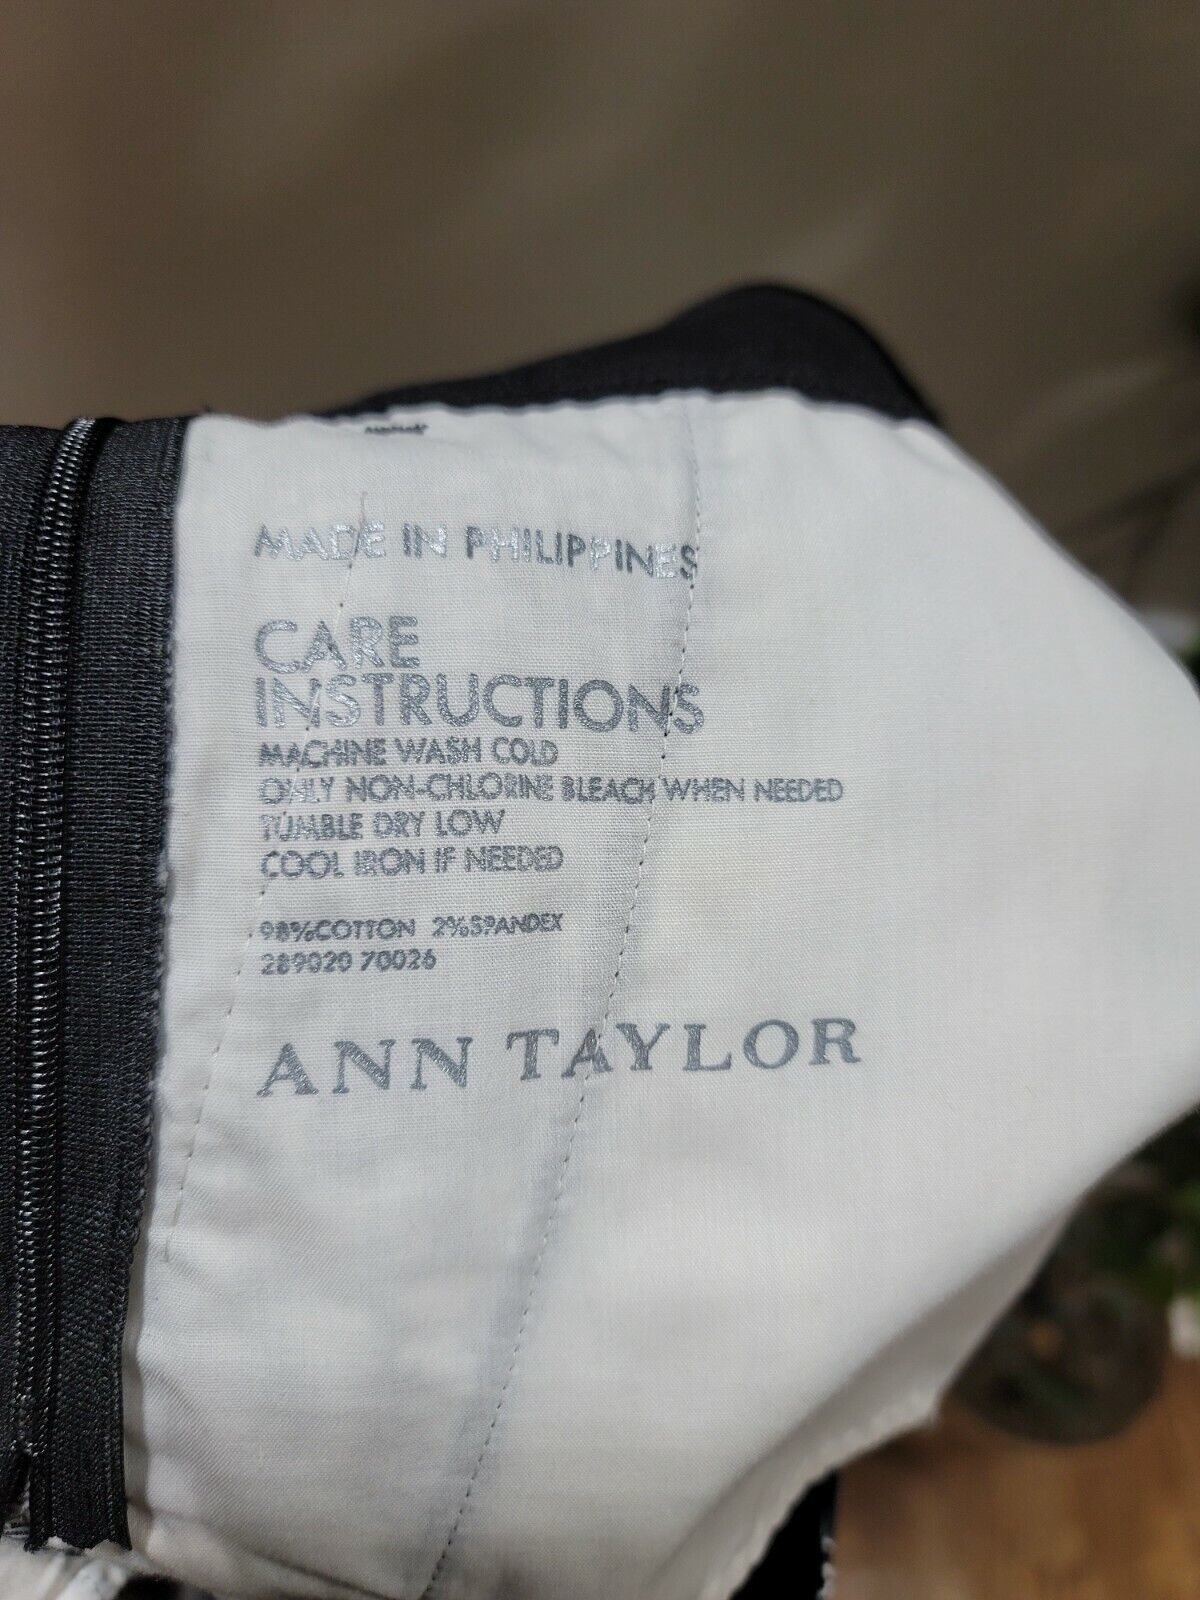 MADE IN PHILIPPINES
CARE
INSTRUCTIONS
MACHINE WASH COLD
ONLY NON-CHLORINE BLEACH WHEN NEEDED
TUMBLE DRY LOW
COOL IRON IF NEEDED
98%COTTON 2%SPANDEX
289020 70026
ANN TAYLOR